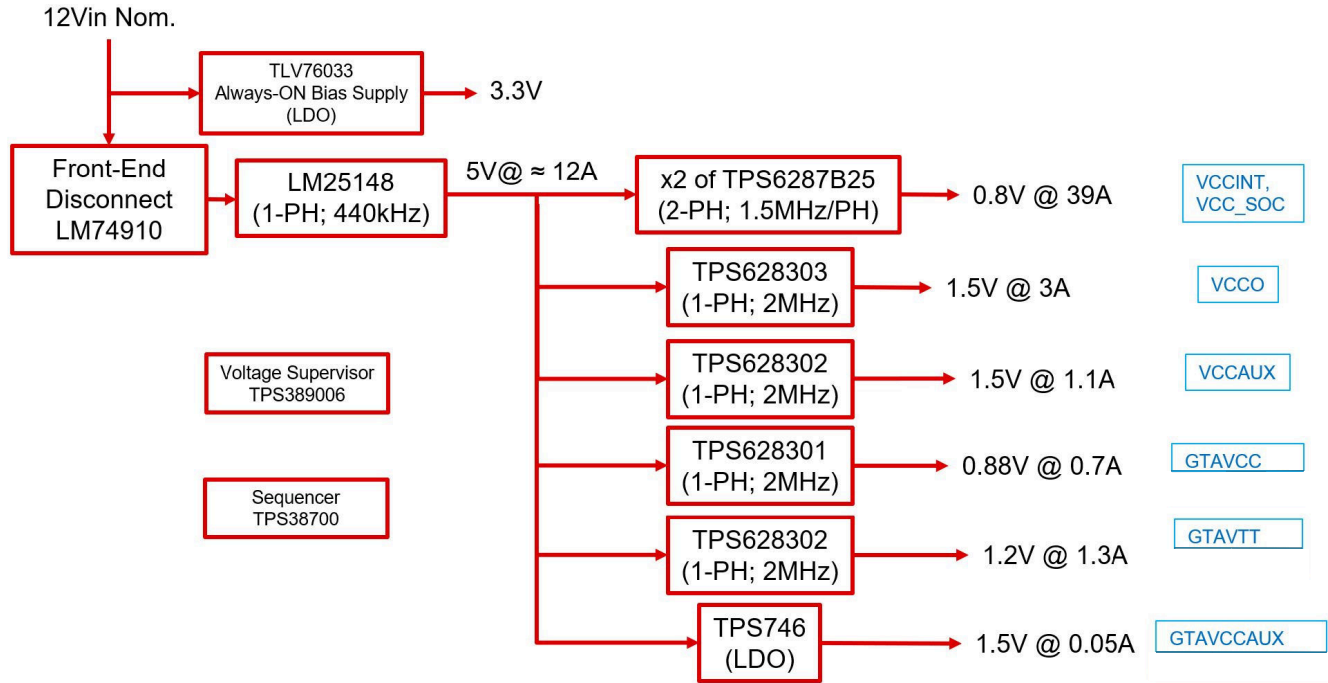 12Vin Nom.
TLV76033
Always-ON Bias Supply
(LDO)
3.3V
Front-End
Disconnect
LM74910
LM25148
(1-PH; 440kHz)
5V@ ≈ 12A
x2 of TPS6287B25
(2-PH; 1.5MHz/PH)
0.8V @ 39A
VCCINT,
VCC_SOC
TPS628303
(1-PH; 2MHz)
1.5V @ 3A
VCCO
Voltage Supervisor
TPS389006
TPS628302
(1-PH; 2MHz)
1.5V @ 1.1A
VCCAUX
TPS628301
(1-PH; 2MHz)
0.88V @ 0.7A
GTAVCC
Sequencer
TPS38700
TPS628302
(1-PH; 2MHz)
1.2V @ 1.3A
GTAVTT
TPS746
(LDO)
1.5V @ 0.05A
GTAVCCAUX